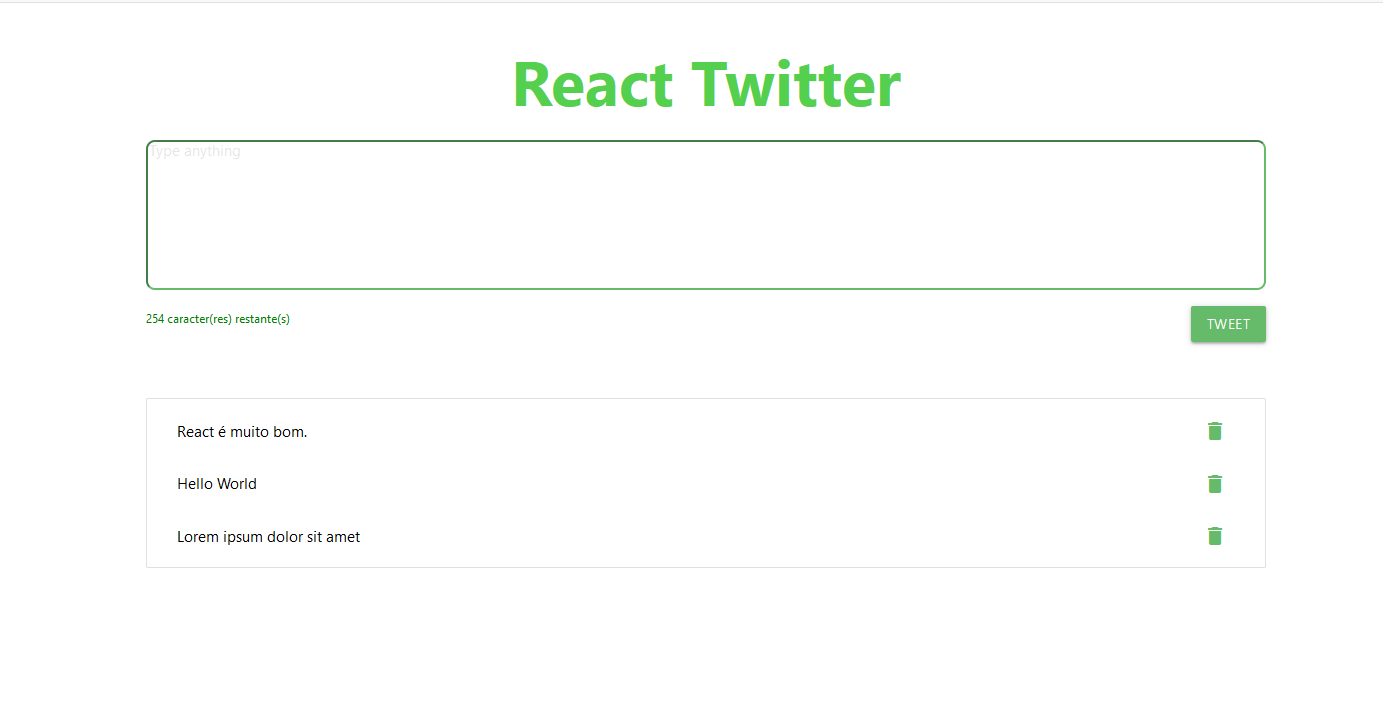 React Twitter
Type anything
254 caracter(res) restante(s)
TWEET
React é muito bom.
Hello World
Lorem ipsum dolor sit amet